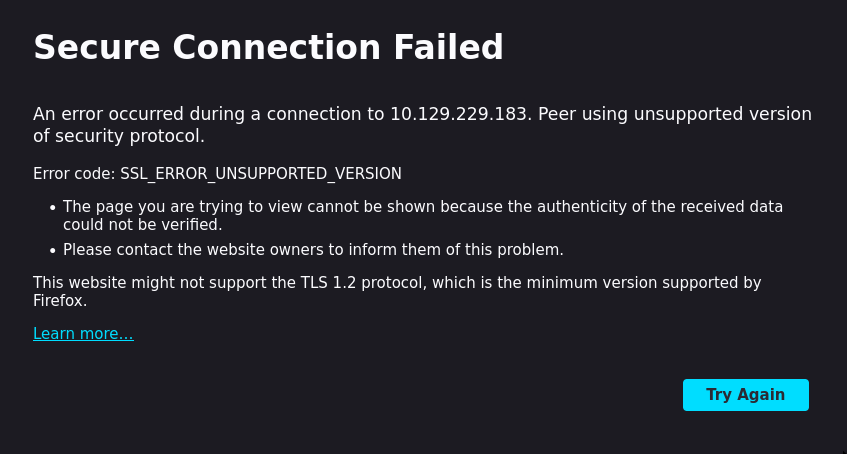 Secure Connection Failed
An error occurred during a connection to 10.129.229.183. Peer using unsupported version
of security protocol.
Error code: SSL_ERROR_UNSUPPORTED_VERSION
• The page you are trying to view cannot be shown because the authenticity of the received data
could not be verified.
• Please contact the website owners to inform them of this problem.
This website might not support the TLS 1.2 protocol, which is the minimum version supported by
Firefox.
Learn more…
Try Again